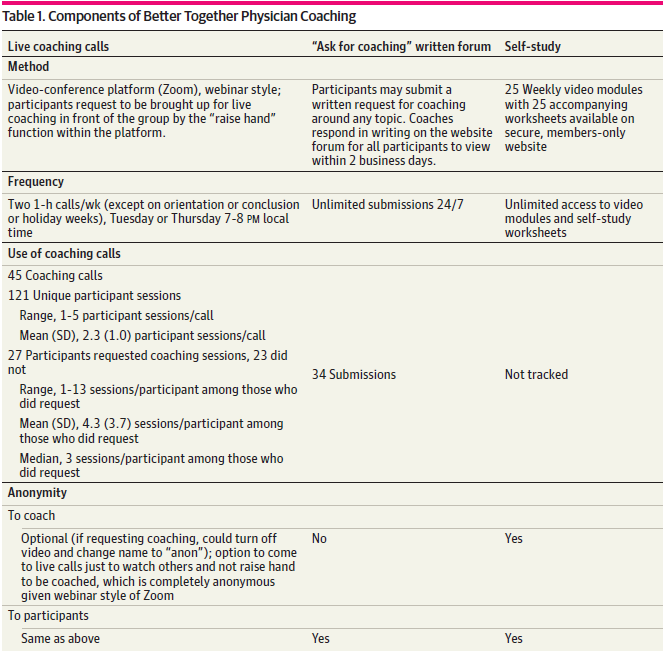 Table 1. Components of Better Together Physician Coaching
Live coaching calls
"Ask for coaching" written forum
Self-study
Method
Video-conference platform (Zoom), webinar style;
participants request to be brought up for live
coaching in front of the group by the "raise hand"
function within the platform.
Participants may submit a
written request for coaching
around any topic. Coaches
respond in writing on the website
forum for all participants to view
within 2 business days.
25 Weekly video modules
with 25 accompanying
worksheets available on
secure, members-only
website
Frequency
Two 1-h calls/wk (except on orientation or conclusion
or holiday weeks), Tuesday or Thursday 7-8 PM local
time
Unlimited submissions 24/7
Unlimited access to video
modules and self-study
worksheets
Use of coaching calls
45 Coaching calls
121 Unique participant sessions
Range, 1-5 participant sessions/call
Mean (SD), 2.3 (1.0) participant sessions/call
27 Participants requested coaching sessions, 23 did
not
Range, 1-13 sessions/participant among those who
did request
Mean (SD), 4.3 (3.7) sessions/participant among
those who did request
Median, 3 sessions/participant among those who
did request
34 Submissions
Not tracked
Anonymity
To coach
Optional (if requesting coaching, could turn off
video and change name to "anon"); option to come
to live calls just to watch others and not raise hand
to be coached, which is completely anonymous
given webinar style of Zoom
No
Yes
To participants
Same as above
Yes
Yes